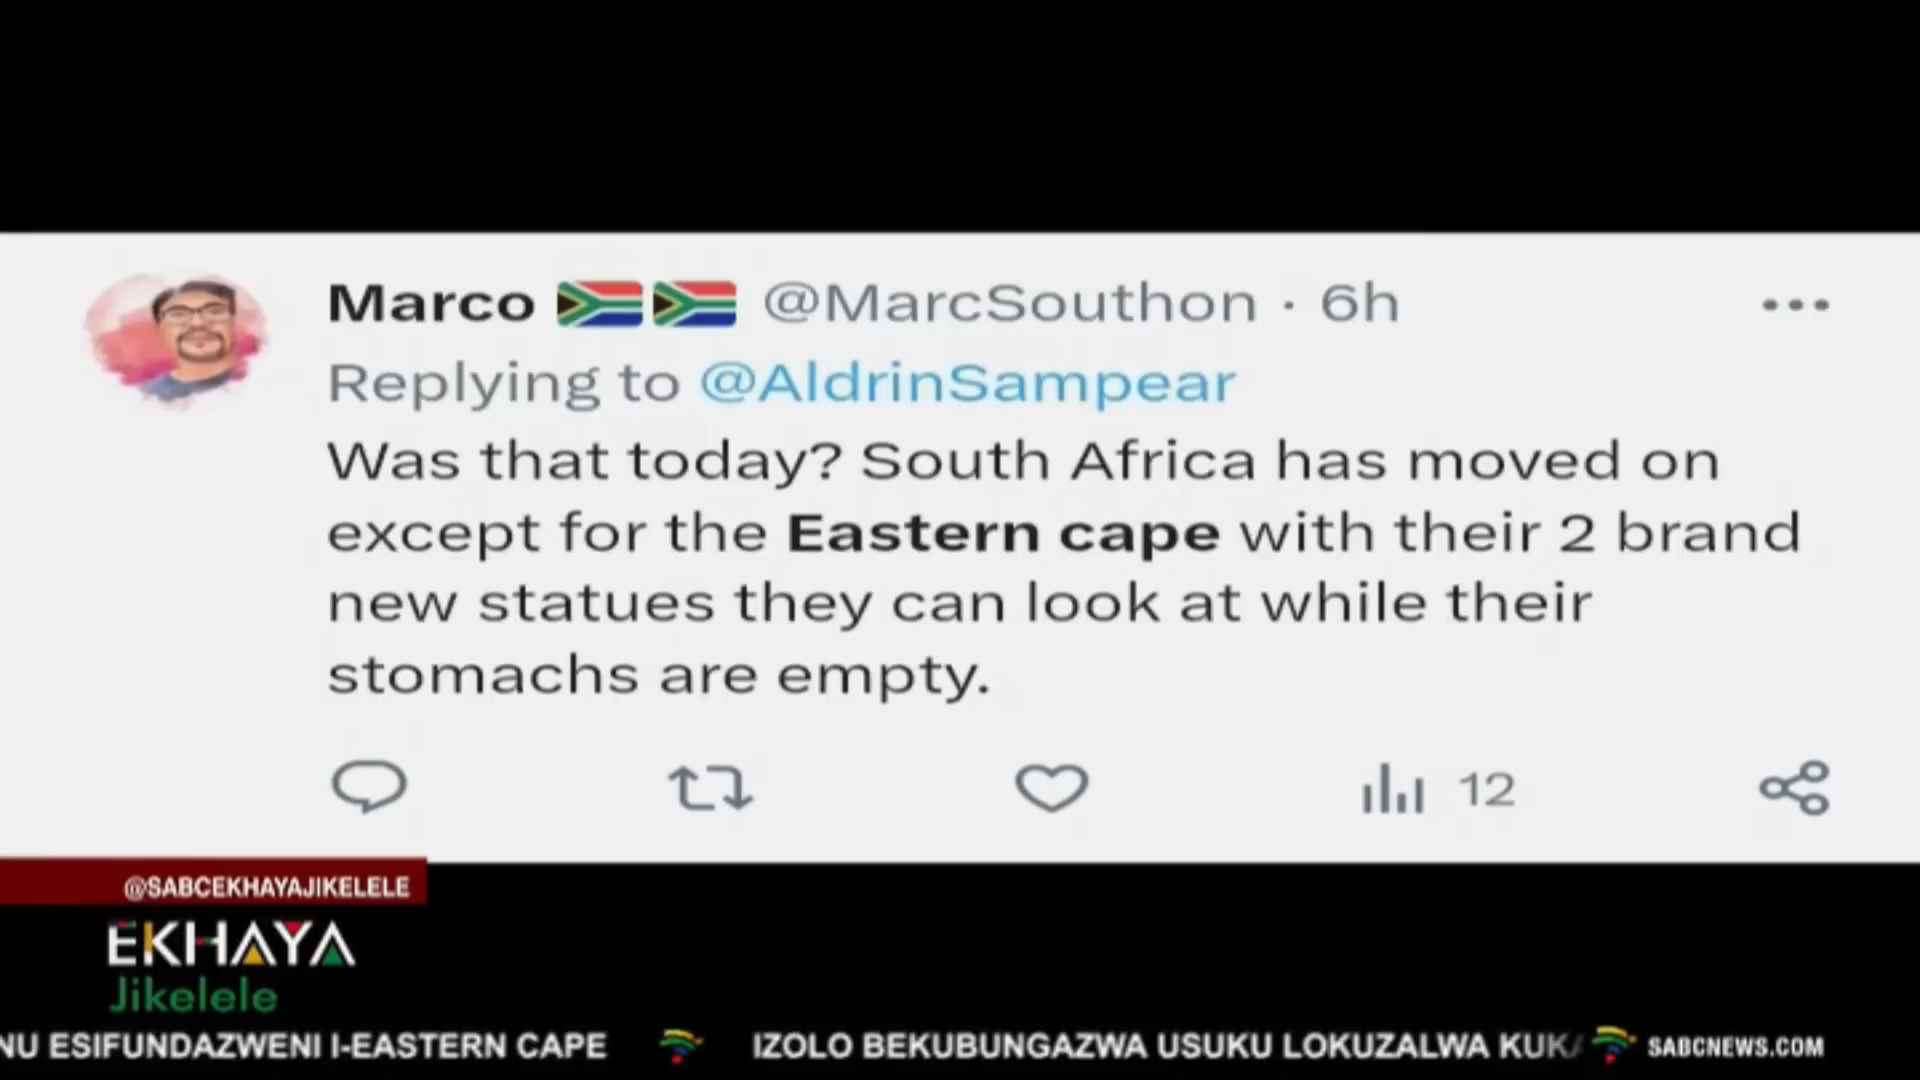 Marco @MarcSouthon · 6h
Replying to @AldrinSampear
Was that today? South Africa has moved on
except for the Eastern cape with their 2 brand
new statues they can look at while their
stomachs are empty.
12
@SABCEKHAYAJIKELELE
EKHAYA
Jikelele
NU ESIFUNDAZWENI I-EASTERN CAPE IZOLO BEKUBUNGAZWA USUKU LOKUZALWA KUK SABCNEWS.COM